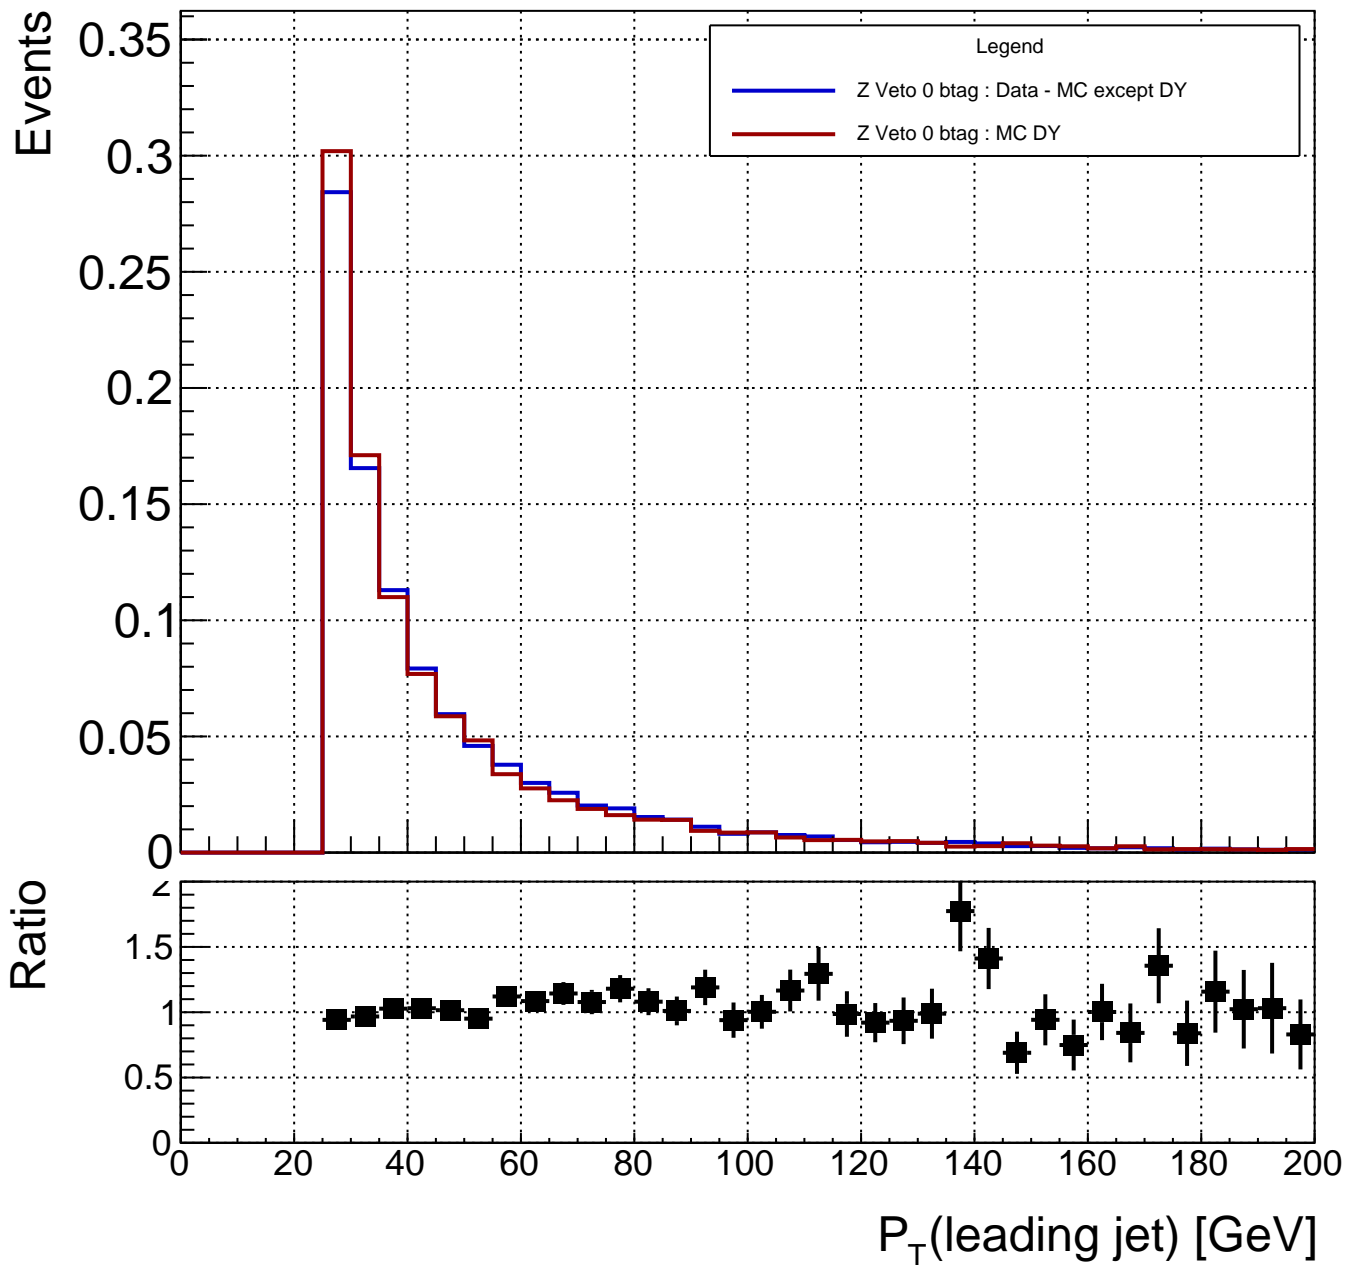 Events
0.35
0.3
0.25
0.2
0.15
0.1
0.05
0
Legend
Z Veto 0 btag : Data - MC except DY
Z Veto 0 btag : MC DY
Ratio
2
1.5
1
0.5
0
0 20 40 60 80 100 120 140 160 180 200
P_T(leading jet) [GeV]